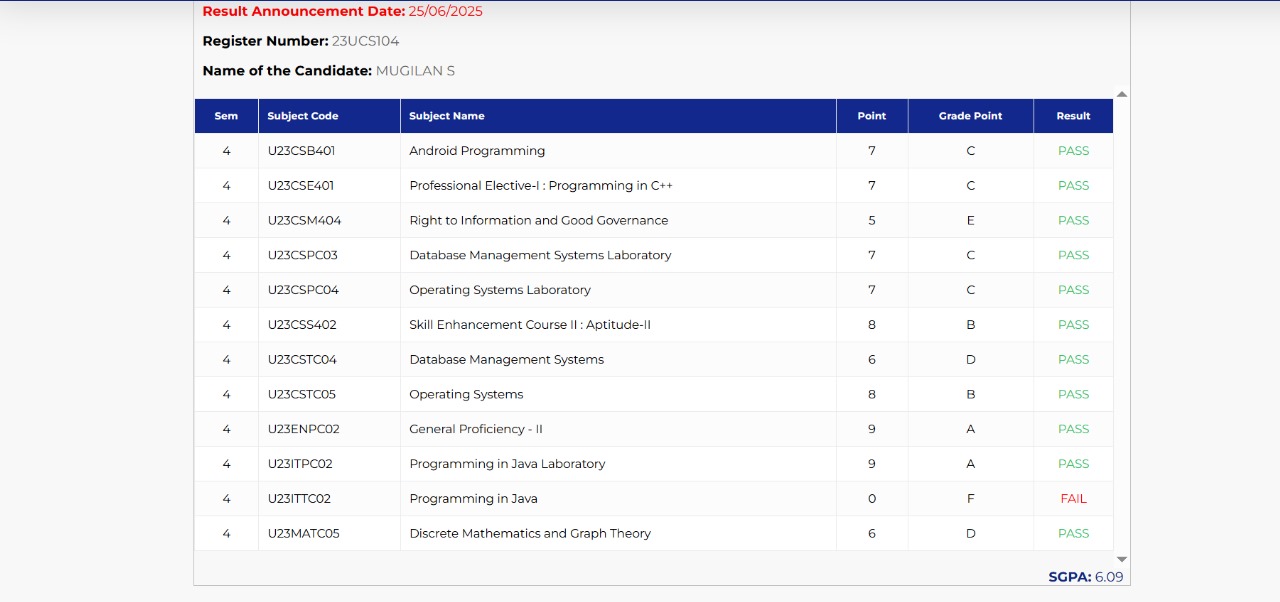 Result Announcement Date: 25/06/2025
Register Number: 23UCS104
Name of the Candidate: MUGILAN S
Sem Subject Code Subject Name Point Grade Point Result
4 U23CSB401 Android Programming 7 C PASS
4 U23CSE401 Professional Elective-I : Programming in C++ 7 C PASS
4 U23CSM404 Right to Information and Good Governance 5 E PASS
4 U23CSPC03 Database Management Systems Laboratory 7 C PASS
4 U23CSPC04 Operating Systems Laboratory 7 C PASS
4 U23CSS402 Skill Enhancement Course II : Aptitude-II 8 B PASS
4 U23CSTC04 Database Management Systems 6 D PASS
4 U23CSTC05 Operating Systems 8 B PASS
4 U23ENPC02 General Proficiency - II 9 A PASS
4 U23ITPC02 Programming in Java Laboratory 9 A PASS
4 U23ITTC02 Programming in Java 0 F FAIL
4 U23MATC05 Discrete Mathematics and Graph Theory 6 D PASS
SGPA: 6.09